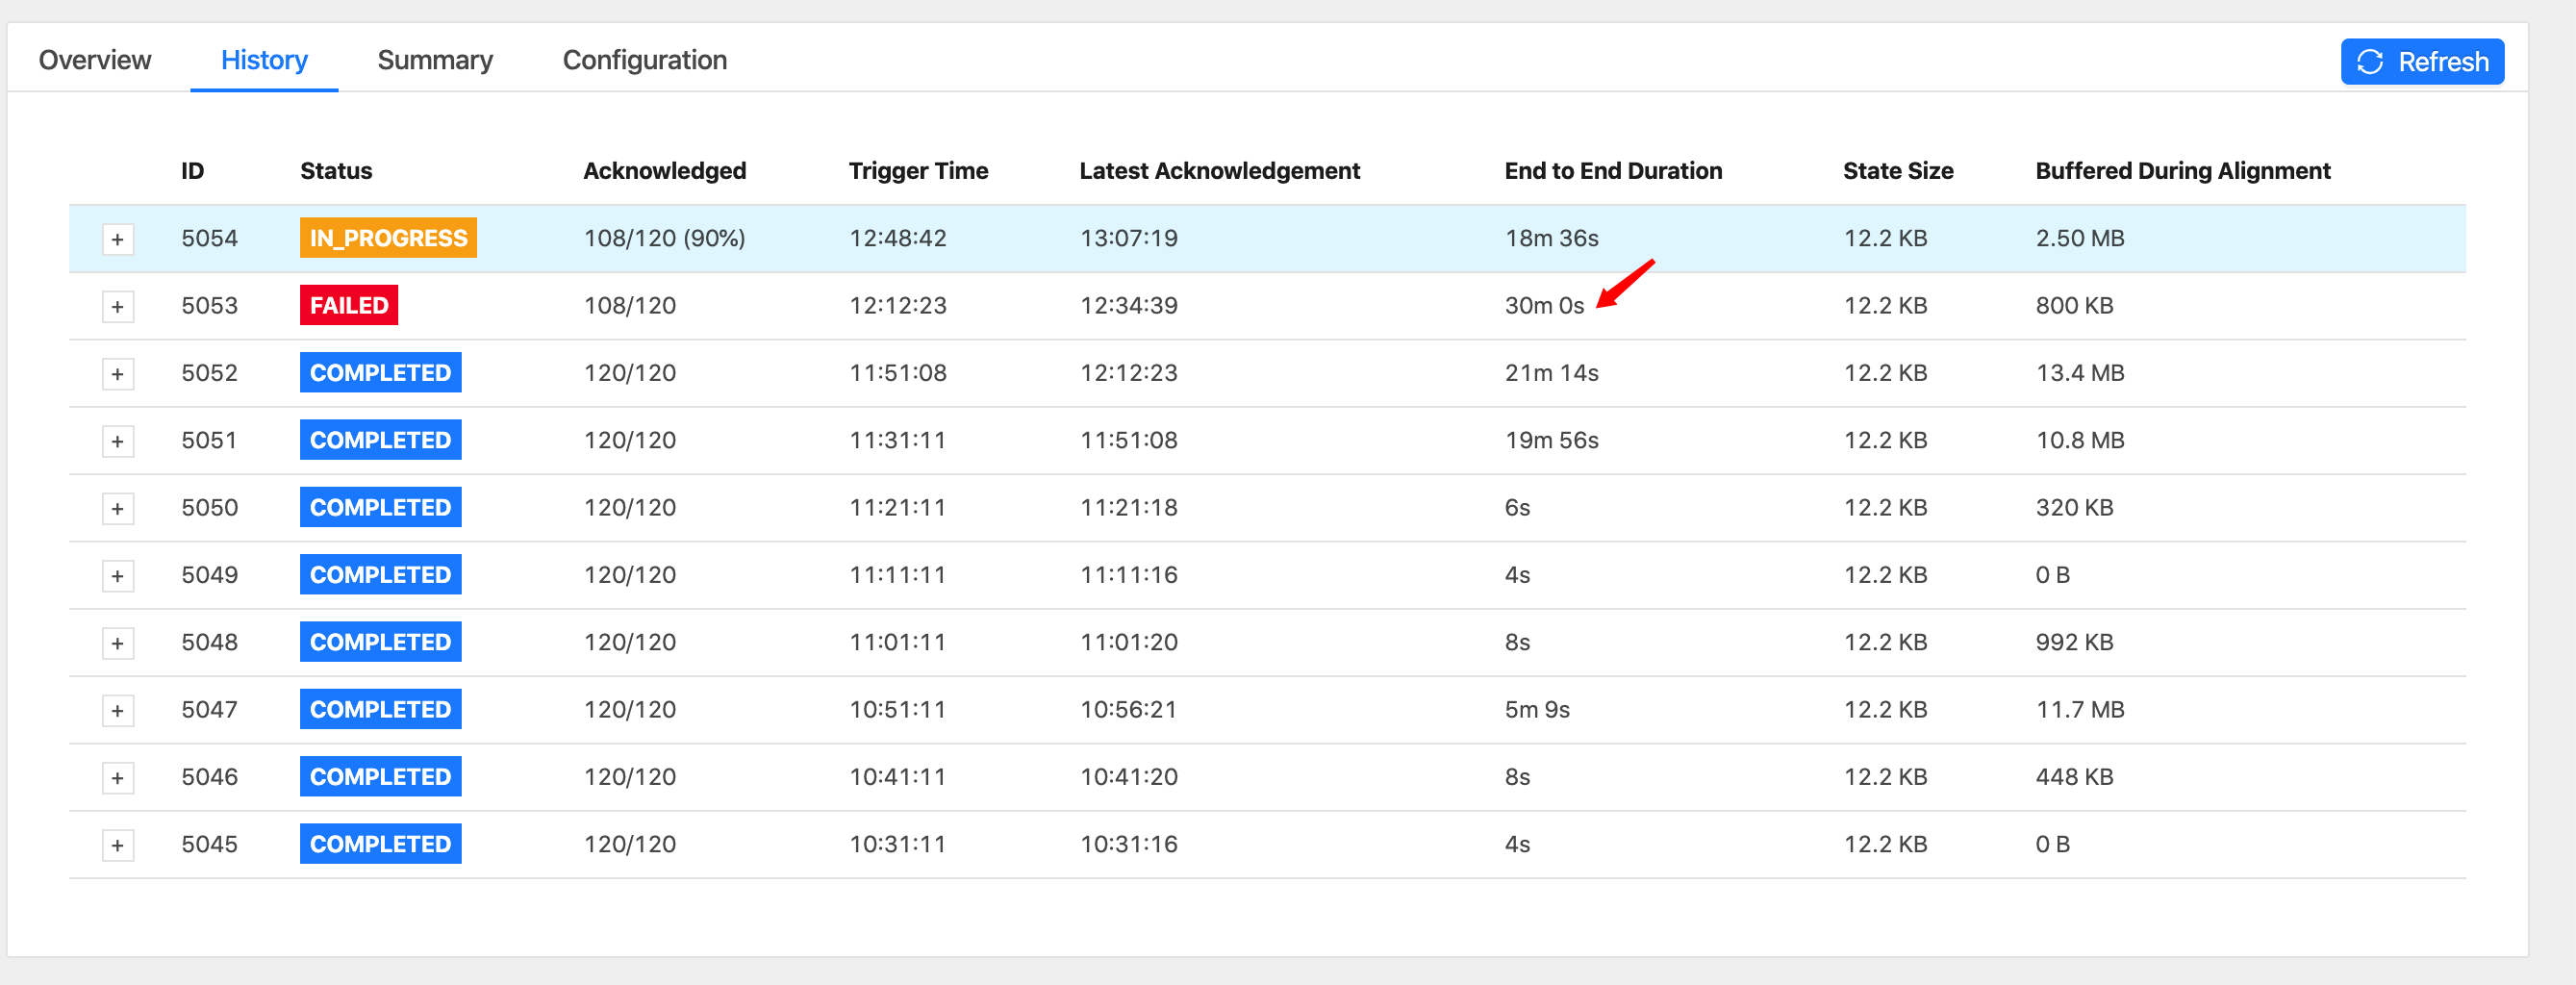 Overview History Summary Configuration Refresh
ID Status Acknowledged Trigger Time Latest Acknowledgement End to End Duration State Size Buffered During Alignment
+ 5054 IN_PROGRESS 108/120 (90%) 12:48:42 13:07:19 18m 36s 12.2 KB 2.50 MB
+ 5053 FAILED 108/120 12:12:23 12:34:39 30m 0s 12.2 KB 800 KB
+ 5052 COMPLETED 120/120 11:51:08 12:12:23 21m 14s 12.2 KB 13.4 MB
+ 5051 COMPLETED 120/120 11:31:11 11:51:08 19m 56s 12.2 KB 10.8 MB
+ 5050 COMPLETED 120/120 11:21:11 11:21:18 6s 12.2 KB 320 KB
+ 5049 COMPLETED 120/120 11:11:11 11:11:16 4s 12.2 KB 0 B
+ 5048 COMPLETED 120/120 11:01:11 11:01:20 8s 12.2 KB 992 KB
+ 5047 COMPLETED 120/120 10:51:11 10:56:21 5m 9s 12.2 KB 11.7 MB
+ 5046 COMPLETED 120/120 10:41:11 10:41:20 8s 12.2 KB 448 KB
+ 5045 COMPLETED 120/120 10:31:11 10:31:16 4s 12.2 KB 0 B